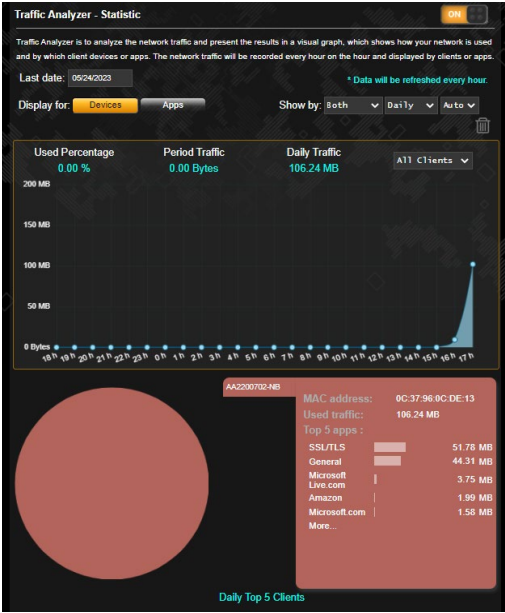 Traffic Analyzer - Statistic
ON
Traffic Analyzer is to analyze the network traffic and present the results in a visual graph, which shows how your network is used
and by which client devices or apps. The network traffic will be recorded every hour on the hour and displayed by clients or apps.
Last date: 05/24/2023
* Data will be refreshed every hour.
Display for: Devices Apps Show by: Both Daily Auto
Used Percentage Period Traffic Daily Traffic All Clients
0.00 % 0.00 Bytes 106.24 MB
200 MB
150 MB
100 MB
50 MB
0 Bytes
18 h 19 h 20 h 21 h 22 h 23 h 0 h 1 h 2 h 3 h 4 h 5 h 6 h 7 h 8 h 9 h 10 h 11 h 12 h 13 h 14 h 15 h 16 h 17 h
AA2200702-NB
MAC address: 0C:37:96:0C:DE:13
Used traffic: 106.24 MB
Top 5 apps :
SSL/TLS 51.78 MB
General 44.31 MB
Microsoft
Live.com 3.75 MB
Amazon 1.99 MB
Microsoft.com 1.58 MB
More...
Daily Top 5 Clients